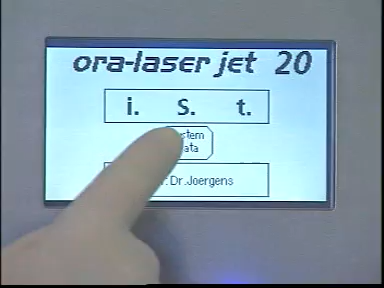 ora-laser jet 20
i. S. t.
stem
ata
. Dr. Joergens